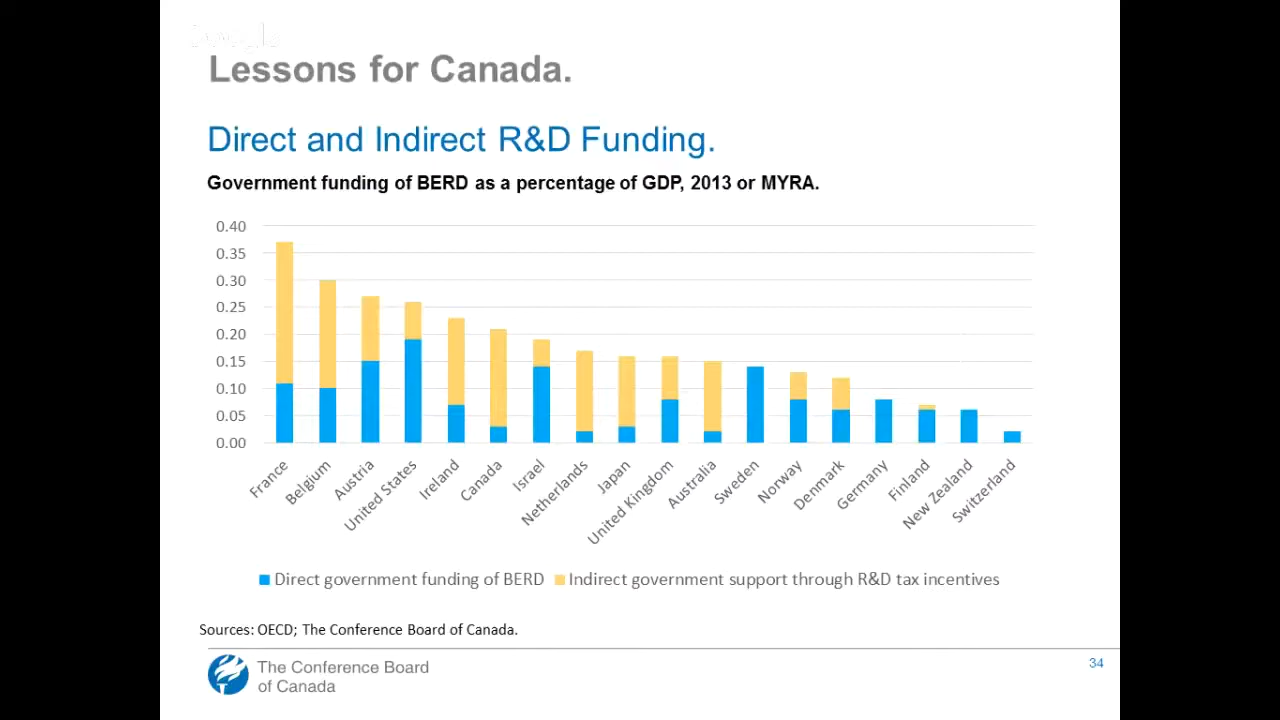 Google
Lessons for Canada.
Direct and Indirect R&D Funding.
Government funding of BERD as a percentage of GDP, 2013 or MYRA.
0.40
0.35
0.30
0.25
0.20
0.15
0.10
0.05
0.00
France
Belgium
Austria
United States
Ireland
Canada
Israel
Netherlands
Japan
United Kingdom
Australia
Sweden
Norway
Denmark
Germany
Finland
New Zealand
Switzerland
Direct government funding of BERD
Indirect government support through R&D tax incentives
Sources: OECD; The Conference Board of Canada.
The Conference Board
of Canada
34